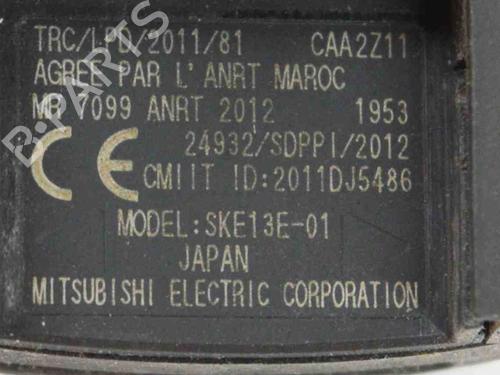 TRC/LPD/2011/81 CAA2Z11
AGREE PAR L'ANRT MAROC
MR 7099 ANRT 2012 1953
24932/SDPPI/2012
CE CMIIT ID:2011DJ5486
MODEL:SKE13E-01
JAPAN
MITSUBISHI ELECTRIC CORPORATION
B-PARTS